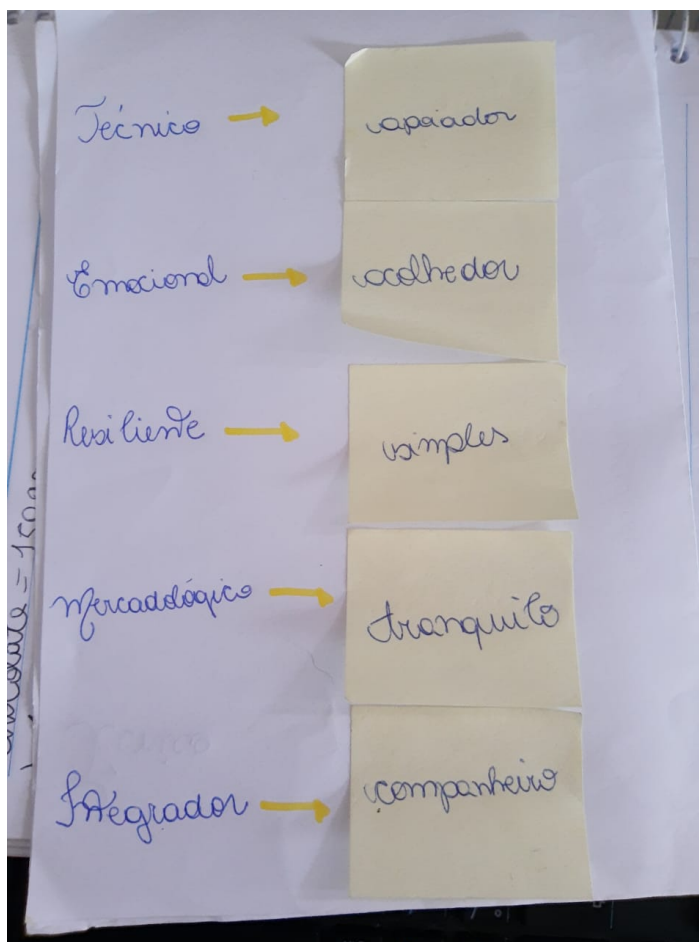 Técnico → apoiador
Emocional → acolhedor
Resiliente → simples
Mercadológico → tranquilo
Integrador → companheiro